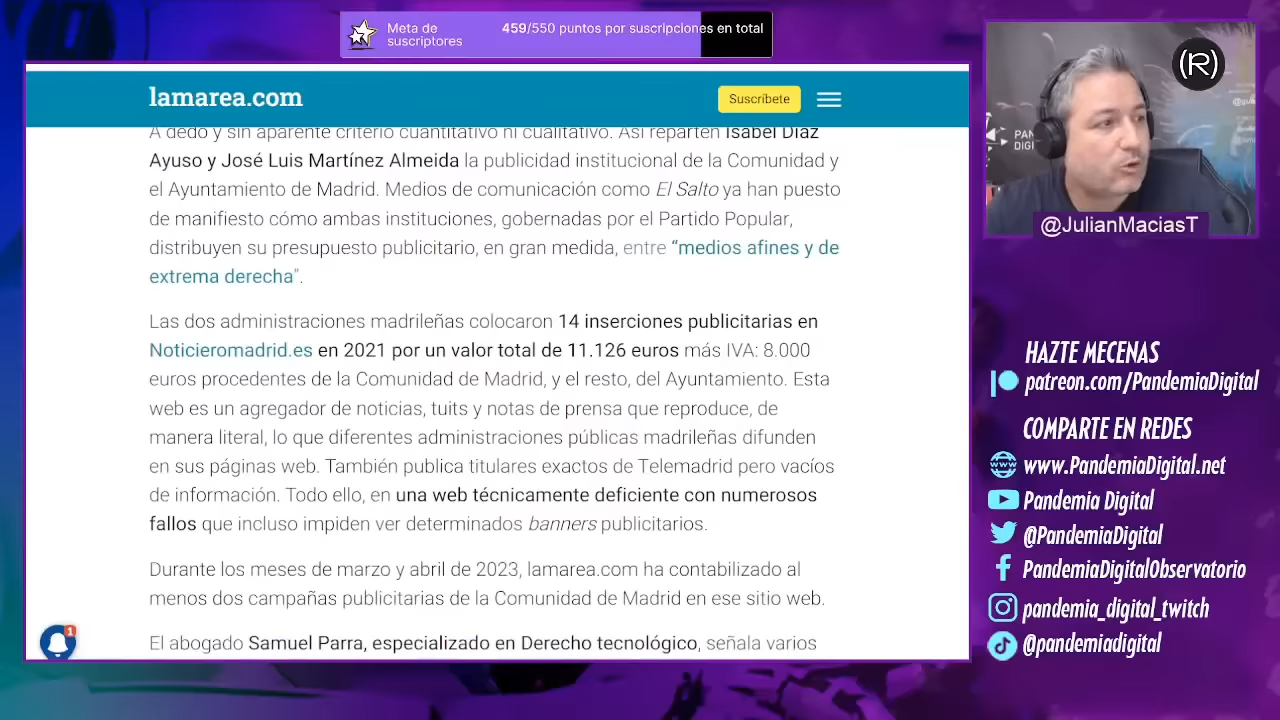 Meta de
suscriptores
459/550 puntos por suscripciones en total
lamarea.com
Suscríbete
A dedo y sin aparente criterio cuantitativo ni cualitativo. Así reparten Isabel Díaz
Ayuso y José Luis Martínez Almeida la publicidad institucional de la Comunidad y
el Ayuntamiento de Madrid. Medios de comunicación como El Salto ya han puesto
de manifiesto cómo ambas instituciones, gobernadas por el Partido Popular,
distribuyen su presupuesto publicitario, en gran medida, entre “medios afines y de
extrema derecha”.
Las dos administraciones madrileñas colocaron 14 inserciones publicitarias en
Noticieromadrid.es en 2021 por un valor total de 11.126 euros más IVA: 8.000
euros procedentes de la Comunidad de Madrid, y el resto, del Ayuntamiento. Esta
web es un agregador de noticias, tuits y notas de prensa que reproduce, de
manera literal, lo que diferentes administraciones públicas madrileñas difunden
en sus páginas web. También publica titulares exactos de Telemadrid pero vacíos
de información. Todo ello, en una web técnicamente deficiente con numerosos
fallos que incluso impiden ver determinados banners publicitarios.
Durante los meses de marzo y abril de 2023, lamarea.com ha contabilizado al
menos dos campañas publicitarias de la Comunidad de Madrid en ese sitio web.
El abogado Samuel Parra, especializado en Derecho tecnológico, señala varios
1
(R)
PAN
DIGI
@JulianMaciasT
HAZTE MECENAS
patreon.com/PandemiaDigital
COMPARTE EN REDES
www.PandemiaDigital.net
Pandemia Digital
@PandemiaDigital
PandemiaDigitalObservatorio
pandemia_digital_twitch
@pandemiadigital